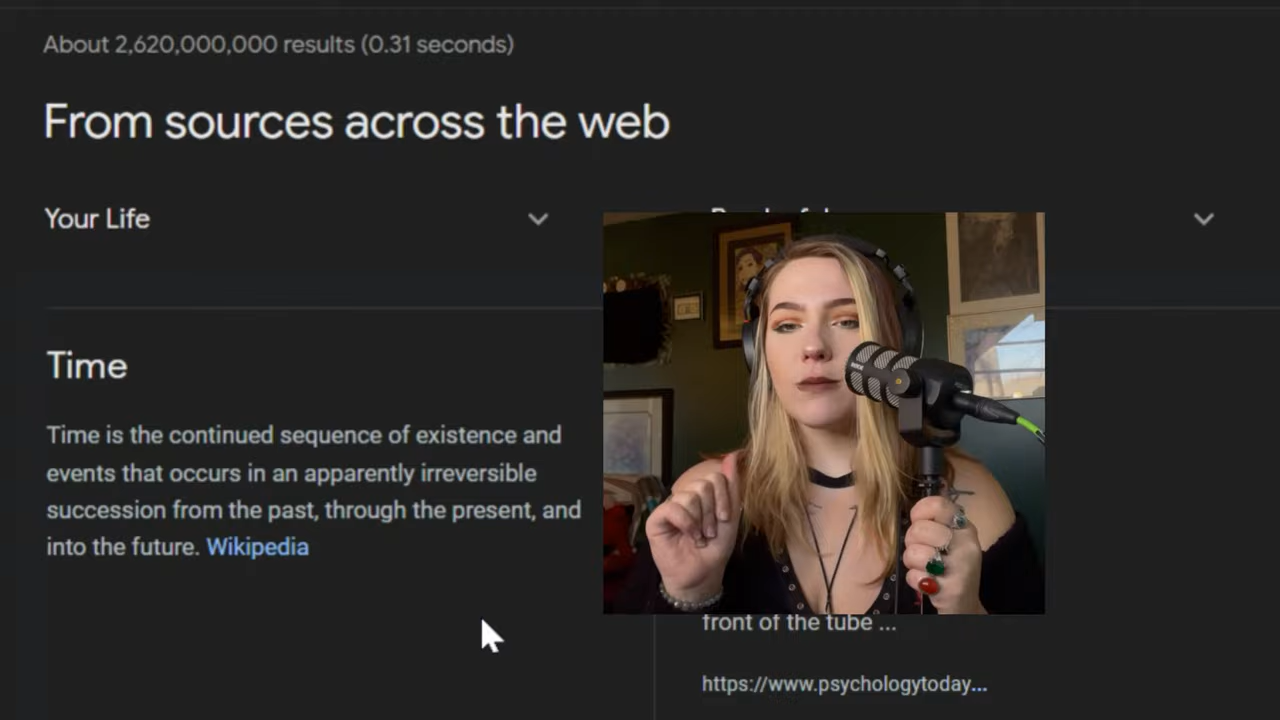 About 2,620,000,000 results (0.31 seconds)
From sources across the web
Your Life
Time
Time is the continued sequence of existence and
events that occurs in an apparently irreversible
succession from the past, through the present, and
into the future. Wikipedia
front of the tube ...
https://www.psychologytoday...